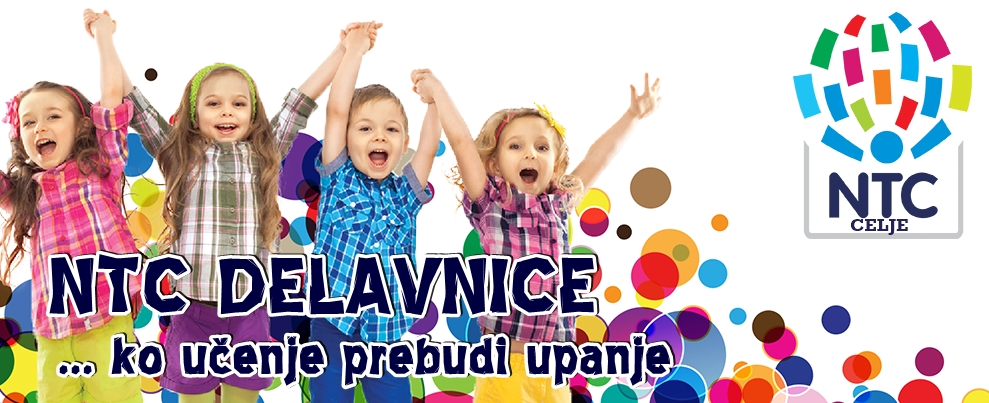 NTC
CELJE
NTC DELAVNICE
... ko učenje prebudi upanje